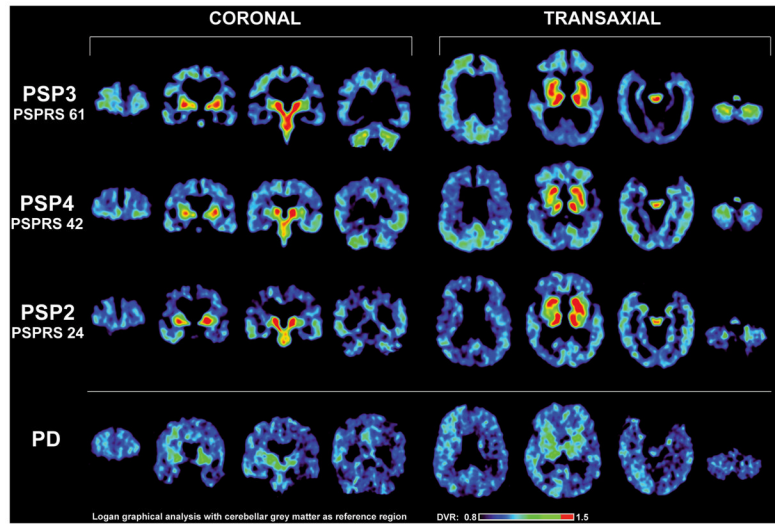 CORONAL
TRANSAXIAL
PSP3
PSPRS 61
PSP4
PSPRS 42
PSP2
PSPRS 24
PD
Logan graphical analysis with cerebellar grey matter as reference region
DVR: 0.8 1.5